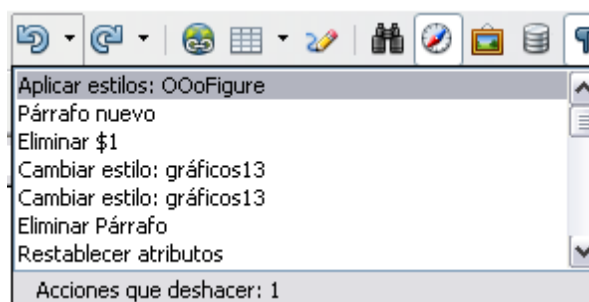 Aplicar estilos: OOoFigure
Párrafo nuevo
Eliminar $1
Cambiar estilo: gráficos13
Cambiar estilo: gráficos13
Eliminar Párrafo
Restablecer atributos
Acciones que deshacer: 1